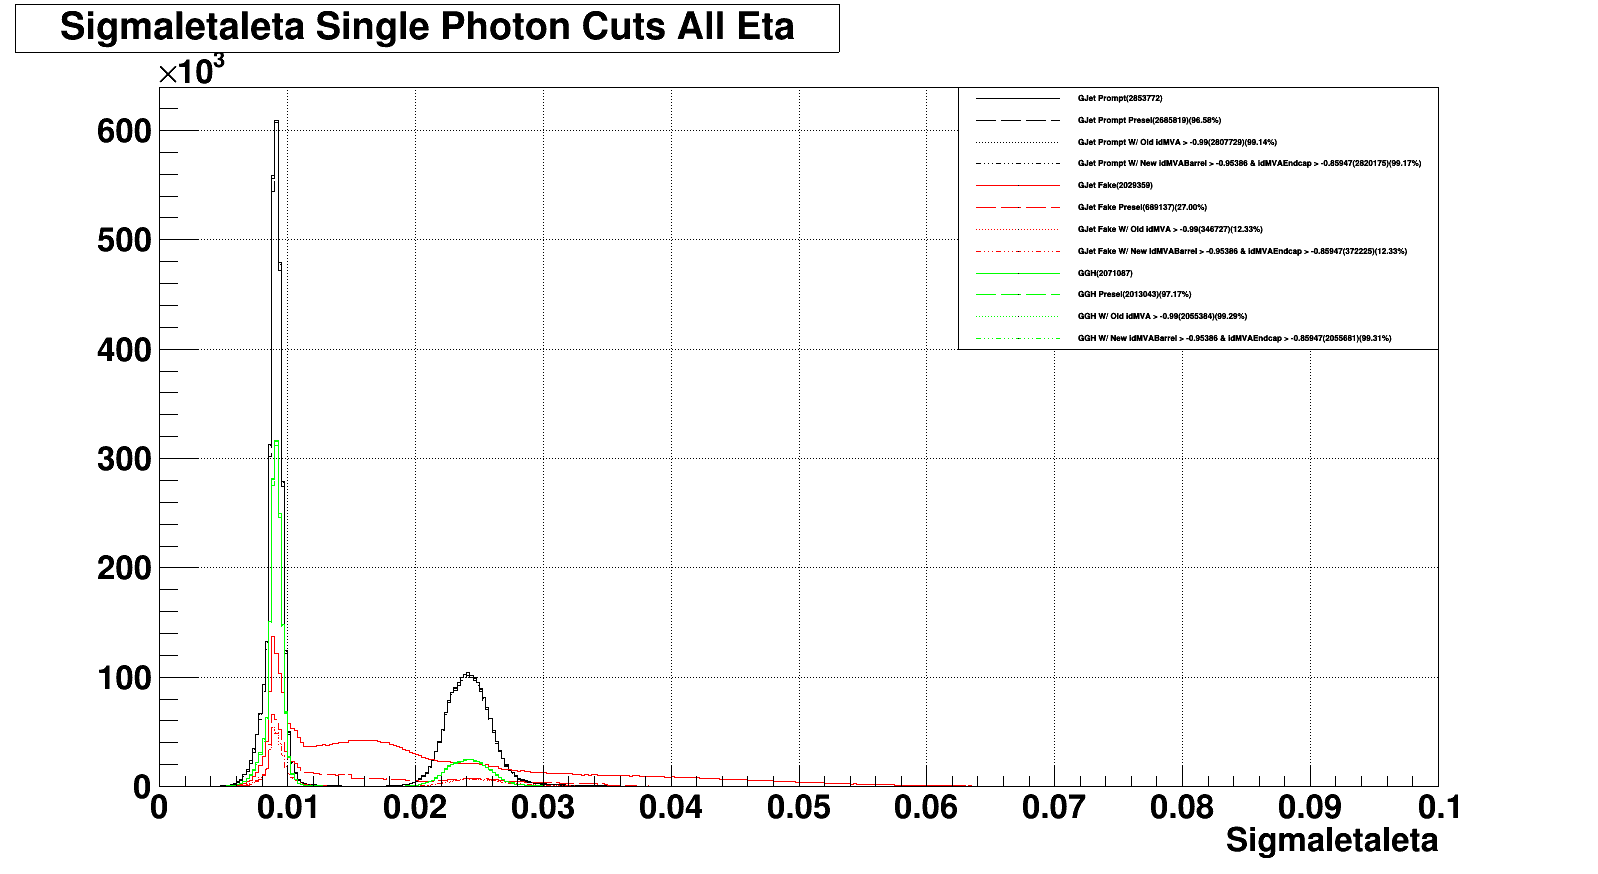 SigmaIetaIeta Single Photon Cuts All Eta
×10³
600
500
400
300
200
100
0
0 0.01 0.02 0.03 0.04 0.05 0.06 0.07 0.08 0.09 0.1
SigmaIetaIeta
GJet Prompt(2853772)
GJet Prompt Presel(2685819)(96.58%)
GJet Prompt W/ Old idMVA > -0.99(2807729)(99.14%)
GJet Prompt W/ New idMVABarrel > -0.95386 & idMVAEndcap > -0.85947(2820175)(99.17%)
GJet Fake(2029359)
GJet Fake Presel(689137)(27.00%)
GJet Fake W/ Old idMVA > -0.99(346727)(12.33%)
GJet Fake W/ New idMVABarrel > -0.95386 & idMVAEndcap > -0.85947(372225)(12.33%)
GGH(2071087)
GGH Presel(2013043)(97.17%)
GGH W/ Old idMVA > -0.99(2055384)(99.29%)
GGH W/ New idMVABarrel > -0.95386 & idMVAEndcap > -0.85947(2055681)(99.31%)